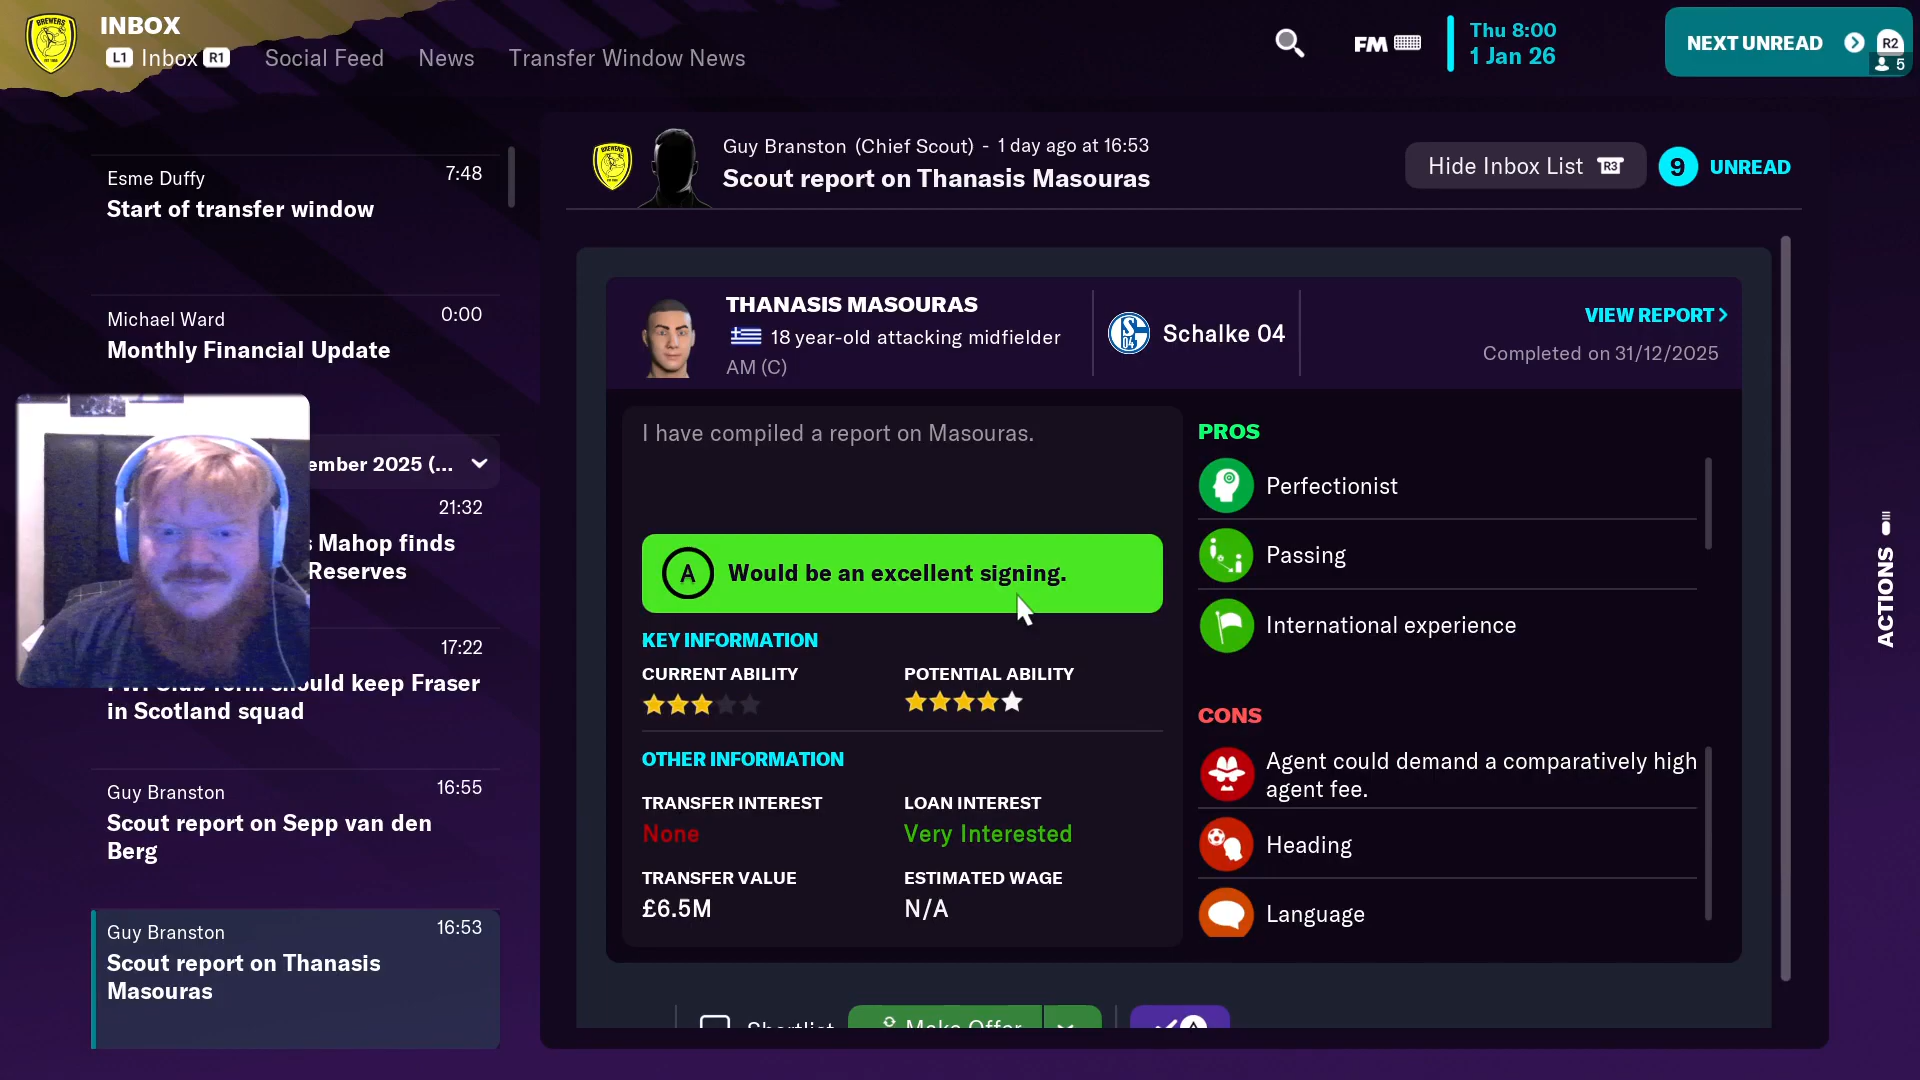 BREWERS
INBOX
L1 Inbox R1
Social Feed
News
Transfer Window News
FM
Thu 8:00
1 Jan 26
NEXT UNREAD
R2
5
Esme Duffy
7:48
Start of transfer window
Michael Ward
0:00
Monthly Financial Update
ember 2025 (...
21:32
Mahop finds
Reserves
17:22
should keep Fraser
in Scotland squad
Guy Branston
16:55
Scout report on Sepp van den
Berg
Guy Branston
16:53
Scout report on Thanasis
Masouras
BREWERS
Guy Branston (Chief Scout) - 1 day ago at 16:53
Scout report on Thanasis Masouras
Hide Inbox List R3
9 UNREAD
THANASIS MASOURAS
18 year-old attacking midfielder
AM (C)
S 04
Schalke 04
VIEW REPORT
Completed on 31/12/2025
I have compiled a report on Masouras.
A Would be an excellent signing.
KEY INFORMATION
CURRENT ABILITY
POTENTIAL ABILITY
OTHER INFORMATION
TRANSFER INTEREST
None
LOAN INTEREST
Very Interested
TRANSFER VALUE
£6.5M
ESTIMATED WAGE
N/A
PROS
Perfectionist
Passing
International experience
CONS
Agent could demand a comparatively high
agent fee.
Heading
Language
Shortlist
Make Offer
ACTIONS